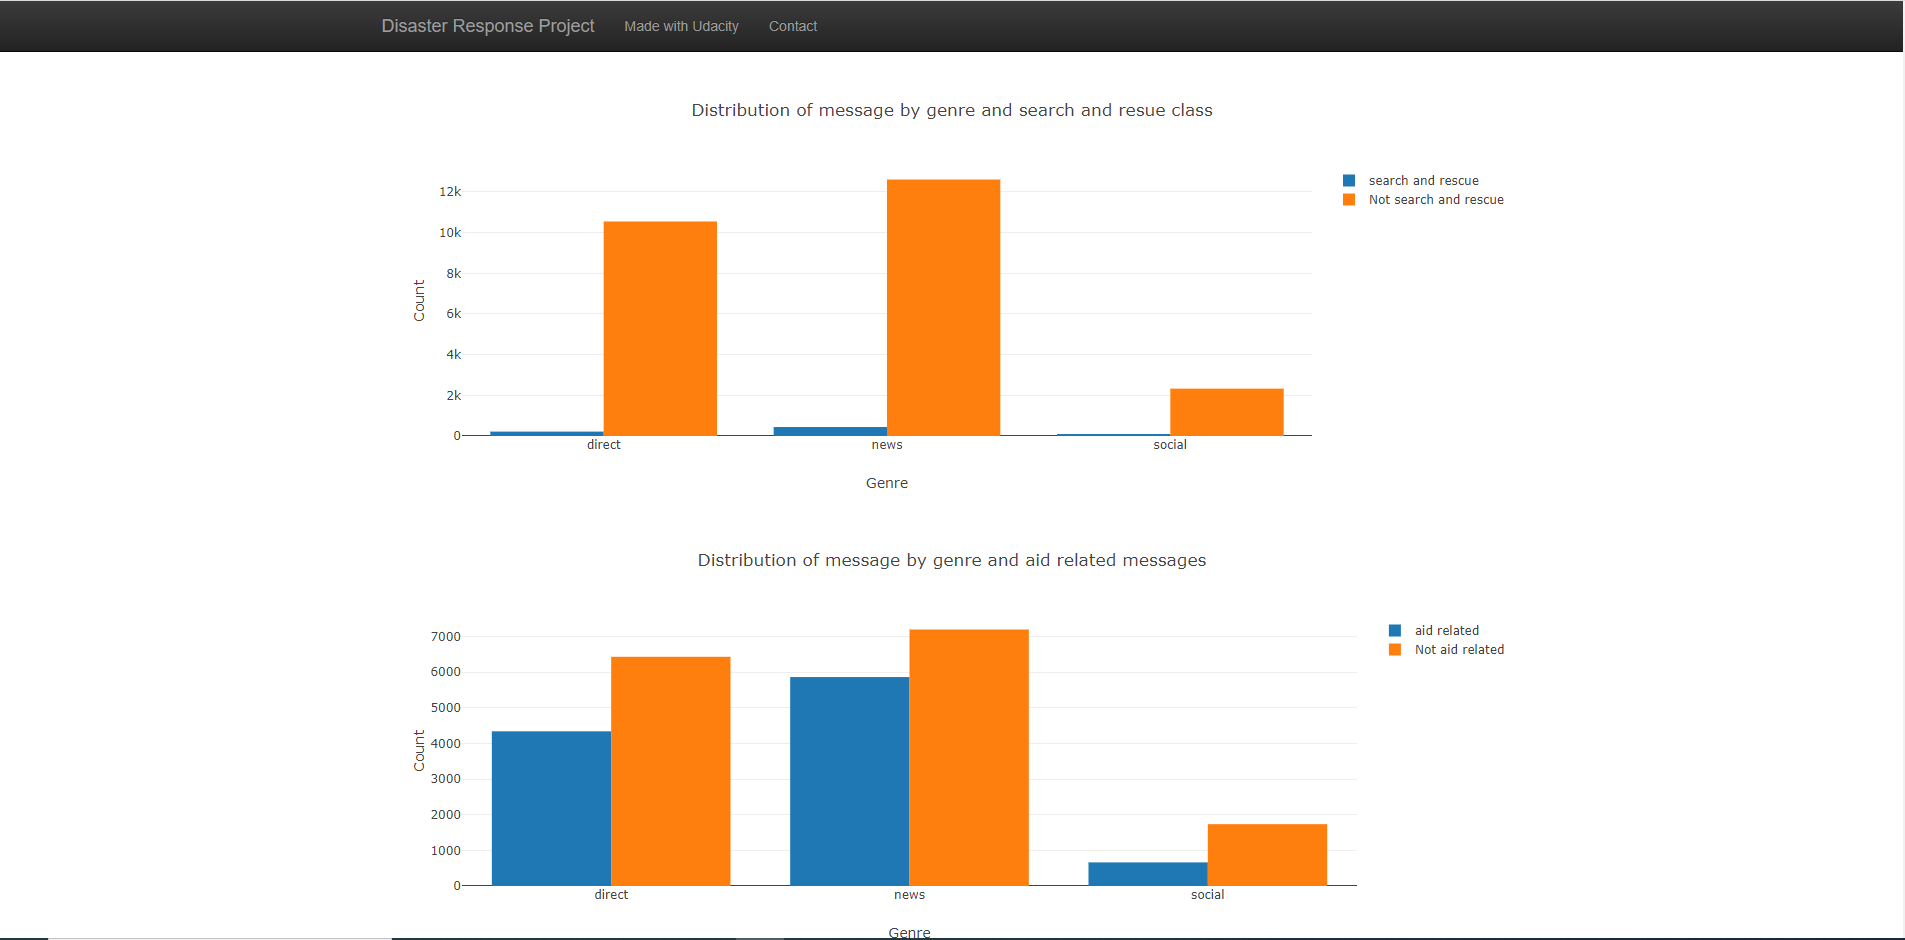 Disaster Response Project Made with Udacity Contact
Distribution of message by genre and search and resue class
search and rescue
Not search and rescue
12k
10k
8k
6k
4k
2k
0
Count
direct news social
Genre
Distribution of message by genre and aid related messages
aid related
Not aid related
7000
6000
5000
4000
3000
2000
1000
0
Count
direct news social
Genre